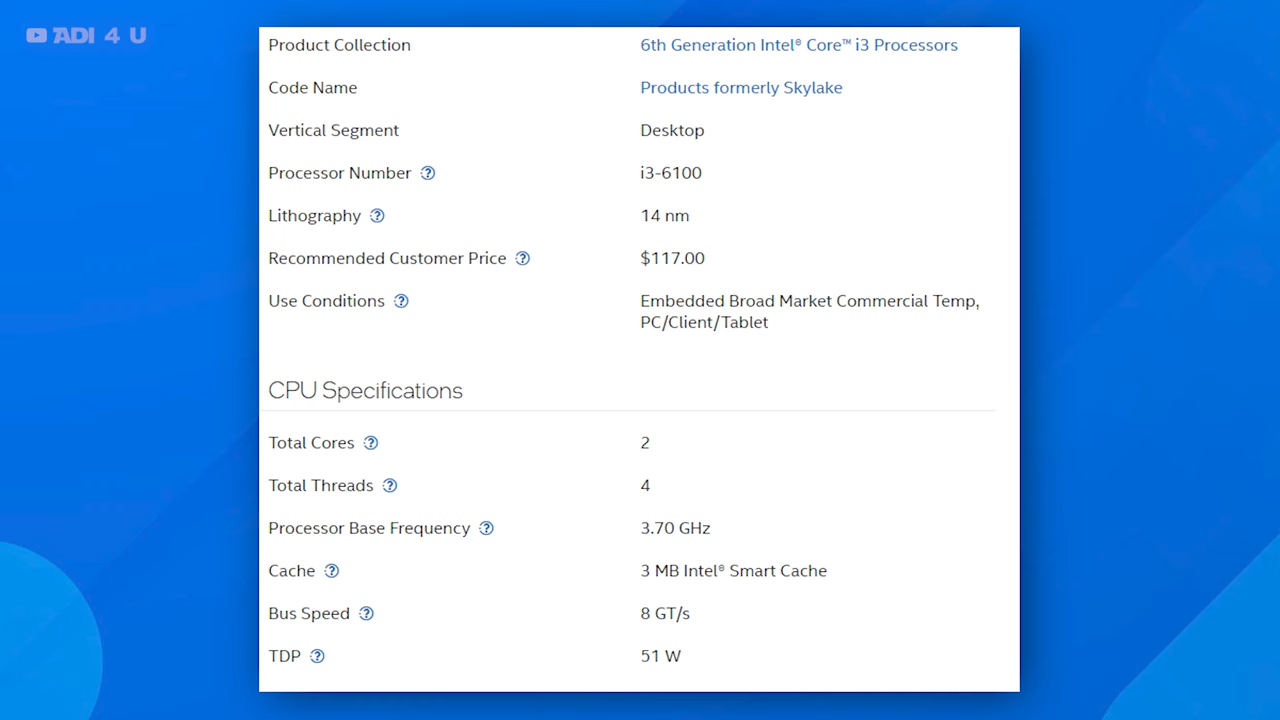 ADI 4 U
Product Collection 6th Generation Intel® Core™ i3 Processors
Code Name Products formerly Skylake
Vertical Segment Desktop
Processor Number i3-6100
Lithography 14 nm
Recommended Customer Price $117.00
Use Conditions Embedded Broad Market Commercial Temp,
PC/Client/Tablet
CPU Specifications
Total Cores 2
Total Threads 4
Processor Base Frequency 3.70 GHz
Cache 3 MB Intel® Smart Cache
Bus Speed 8 GT/s
TDP 51 W